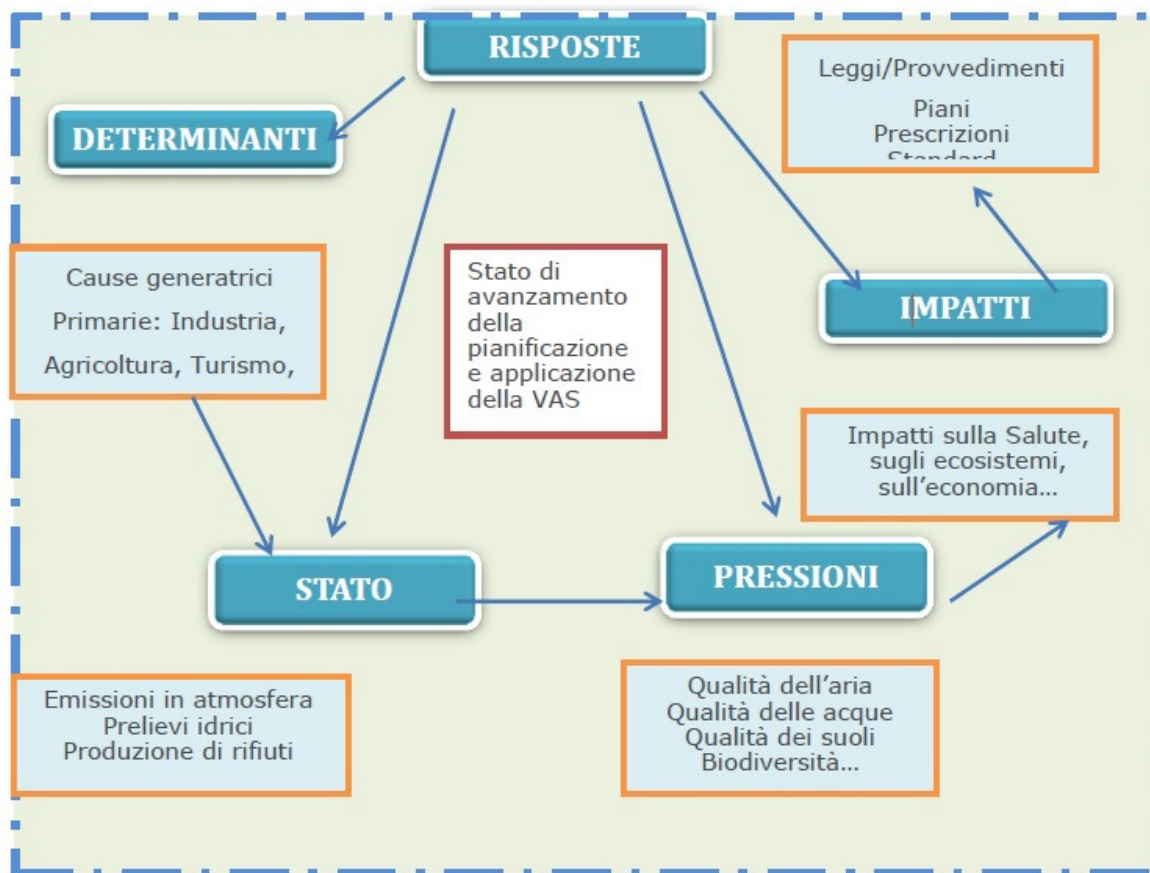 RISPOSTE
Leggi/Provvedimenti
Piani
Prescrizioni
Standard
DETERMINANTI
Cause generatrici
Primarie: Industria,
Agricoltura, Turismo,
Stato di
avanzamento
della
pianificazione
e applicazione
della VAS
IMPATTI
Impatti sulla Salute,
sugli ecosistemi,
sull'economia...
STATO
PRESSIONI
Emissioni in atmosfera
Prelievi idrici
Produzione di rifiuti
Qualità dell'aria
Qualità delle acque
Qualità dei suoli
Biodiversità...